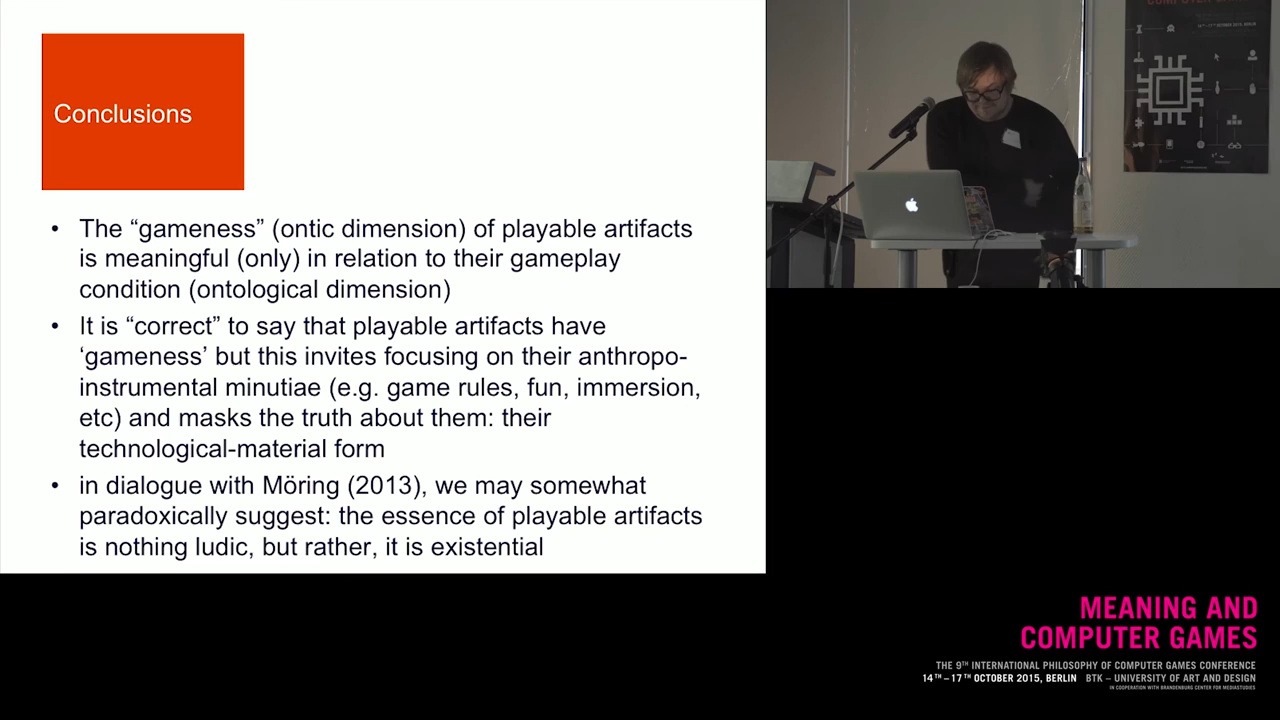 Conclusions
• The “gameness” (ontic dimension) of playable artifacts
is meaningful (only) in relation to their gameplay
condition (ontological dimension)
• It is “correct” to say that playable artifacts have
‘gameness’ but this invites focusing on their anthropo-
instrumental minutiae (e.g. game rules, fun, immersion,
etc) and masks the truth about them: their
technological-material form
• in dialogue with Möring (2013), we may somewhat
paradoxically suggest: the essence of playable artifacts
is nothing ludic, but rather, it is existential
MEANING AND
COMPUTER GAMES
THE 9TH INTERNATIONAL PHILOSOPHY OF COMPUTER GAMES CONFERENCE
14TH – 17TH OCTOBER 2015, BERLIN BTK – UNIVERSITY OF ART AND DESIGN
IN COOPERATION WITH BRANDENBURG CENTER FOR MEDIASTUDIES